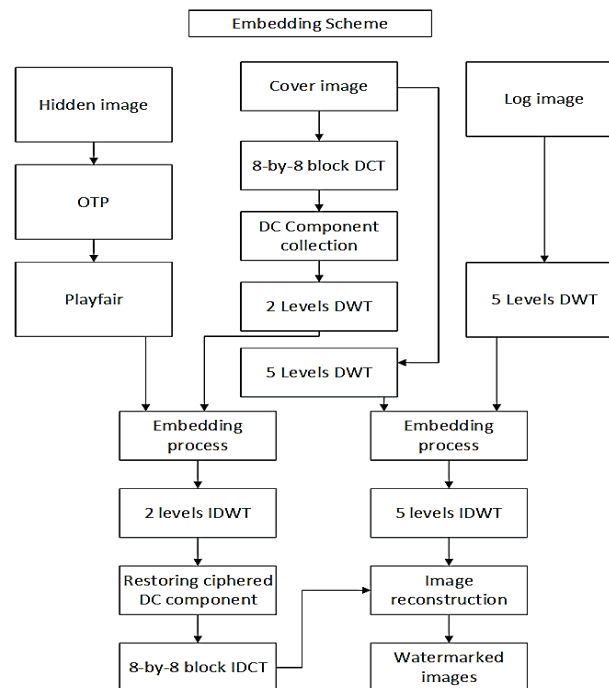 Embedding Scheme
Hidden image
Cover image
Log image
OTP
8-by-8 block DCT
DC Component
collection
Playfair
2 Levels DWT
5 Levels DWT
5 Levels DWT
Embedding
process
Embedding
process
2 levels IDWT
5 levels IDWT
Restoring ciphered
DC component
Image
reconstruction
8-by-8 block IDCT
Watermarked
images